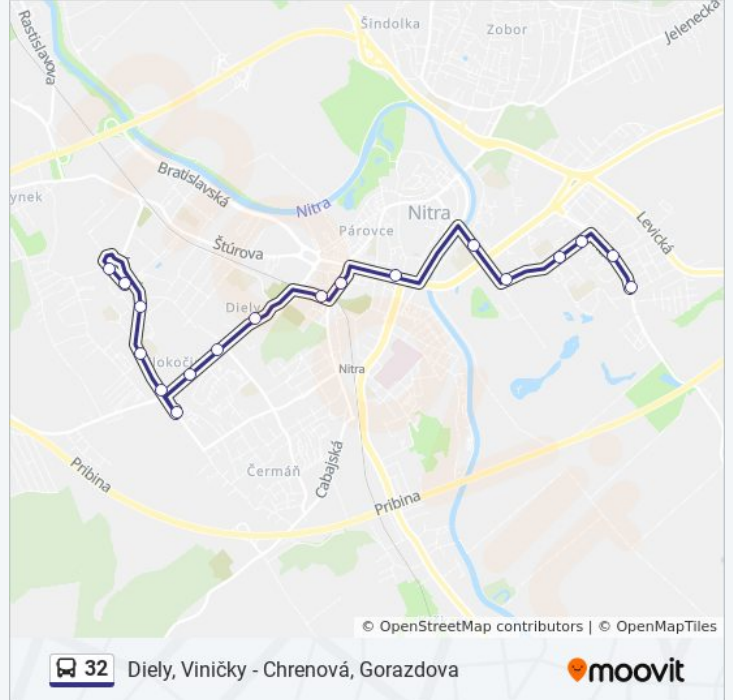 Rastislavova
Šindolka
Zobor
Jelenecká
Bratislavská
ynek
Nitra
Nitra
Párovce
Levická
Štúrova
Diely
lokoči
Nitra
Čermáň
Cabajská
Pribina
Pribina
© OpenStreetMap contributors | © OpenMapTiles
32 Diely, Viničky - Chrenová, Gorazdova
moovit